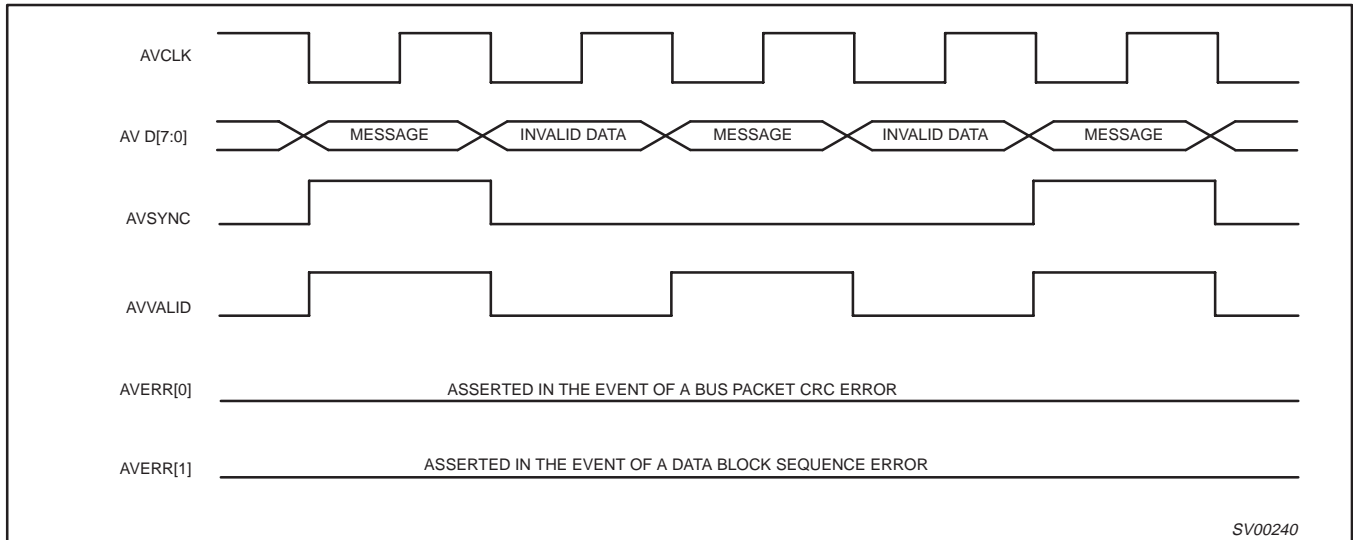 AVCLK
AV D[7:0]
MESSAGE INVALID DATA MESSAGE INVALID DATA MESSAGE
AVSYNC
AVVALID
AVERR[0]
ASSERTED IN THE EVENT OF A BUS PACKET CRC ERROR
AVERR[1]
ASSERTED IN THE EVENT OF A DATA BLOCK SEQUENCE ERROR
SV00240